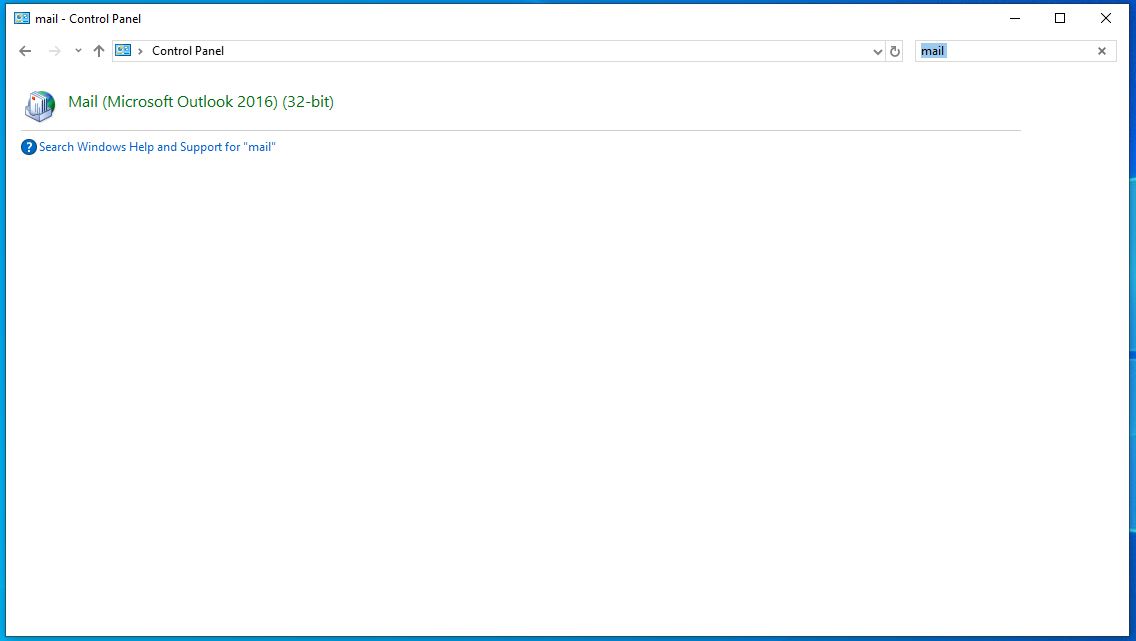 mail - Control Panel
Control Panel
mail
Mail (Microsoft Outlook 2016) (32-bit)
Search Windows Help and Support for "mail"